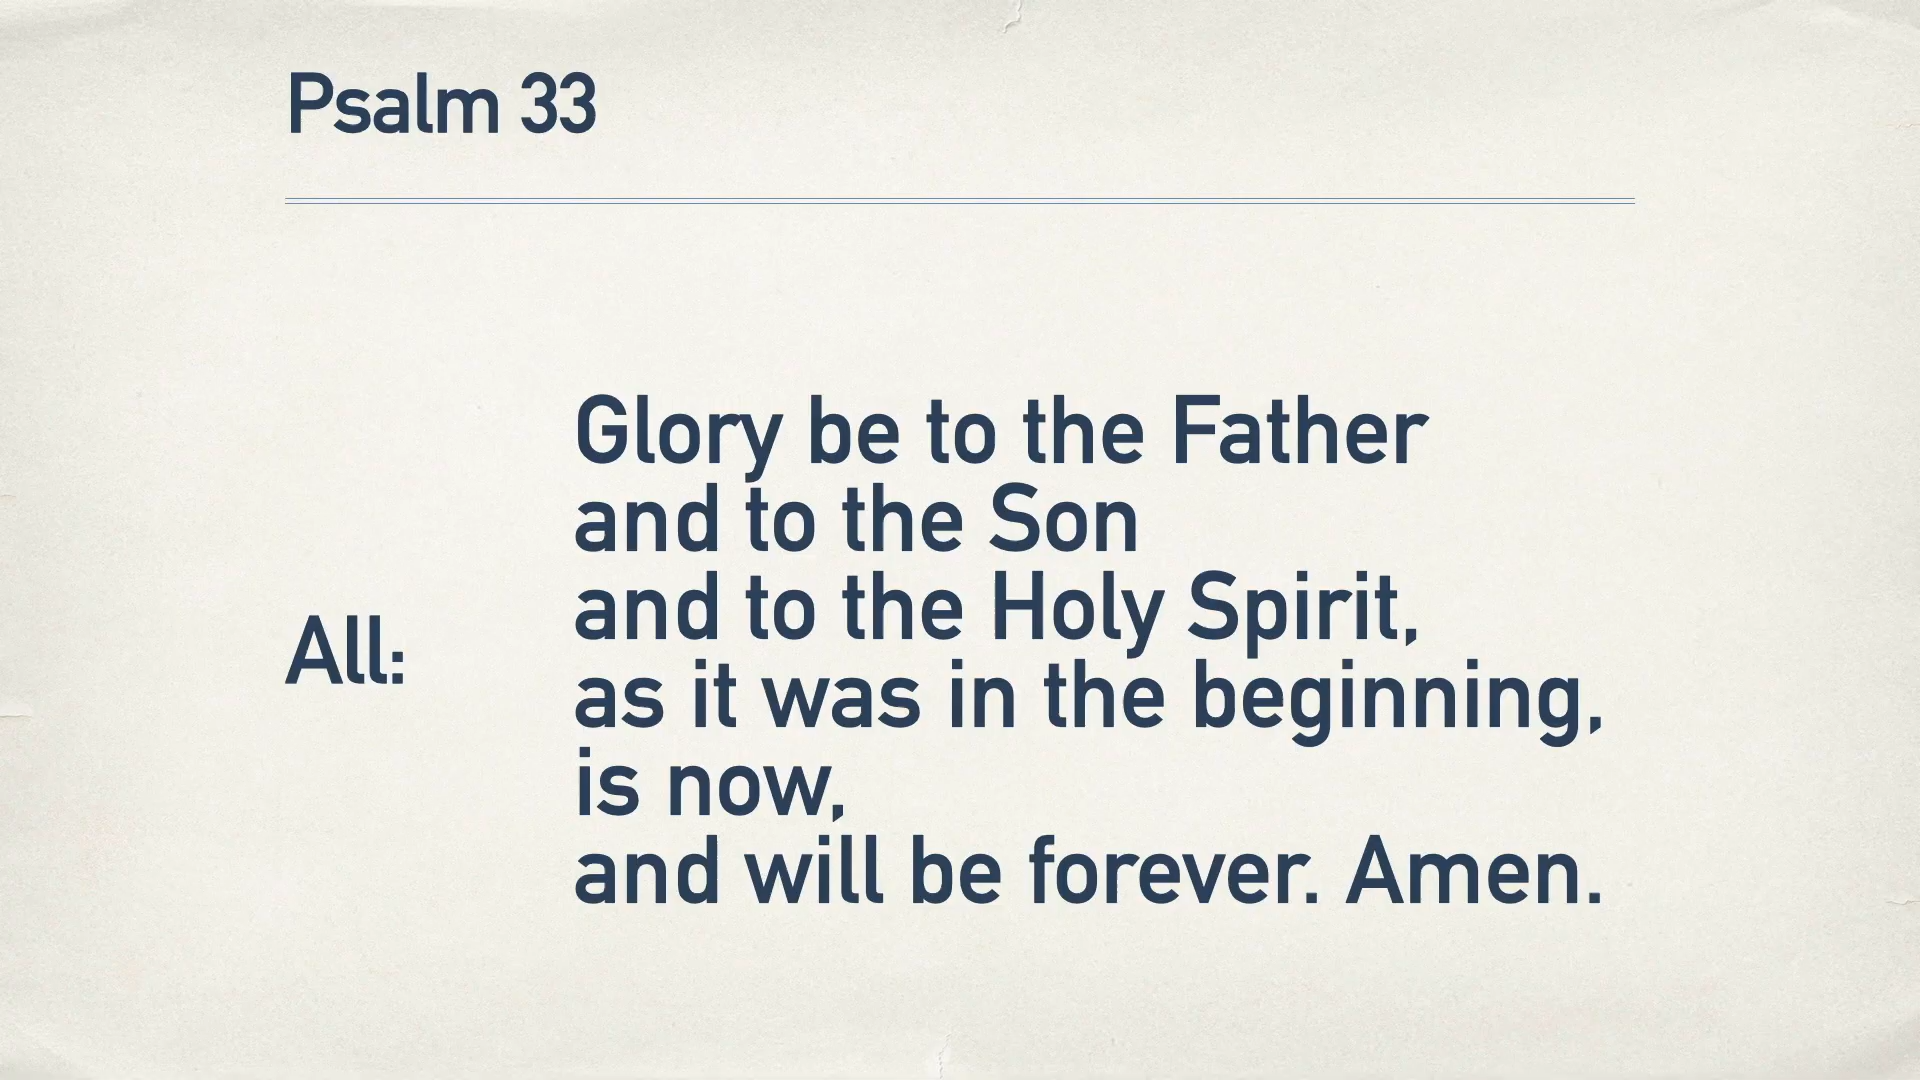 Psalm 33
Glory be to the Father
and to the Son
and to the Holy Spirit,
All:
as it was in the beginning,
is now,
and will be forever. Amen.